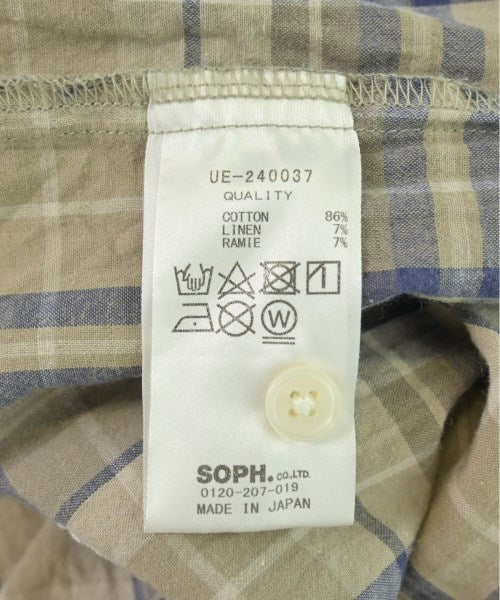 UE-240037
QUALITY
COTTON 86%
LINEN 7%
RAMIE 7%
W
SOPH. CO.,LTD.
0120-207-019
MADE IN JAPAN